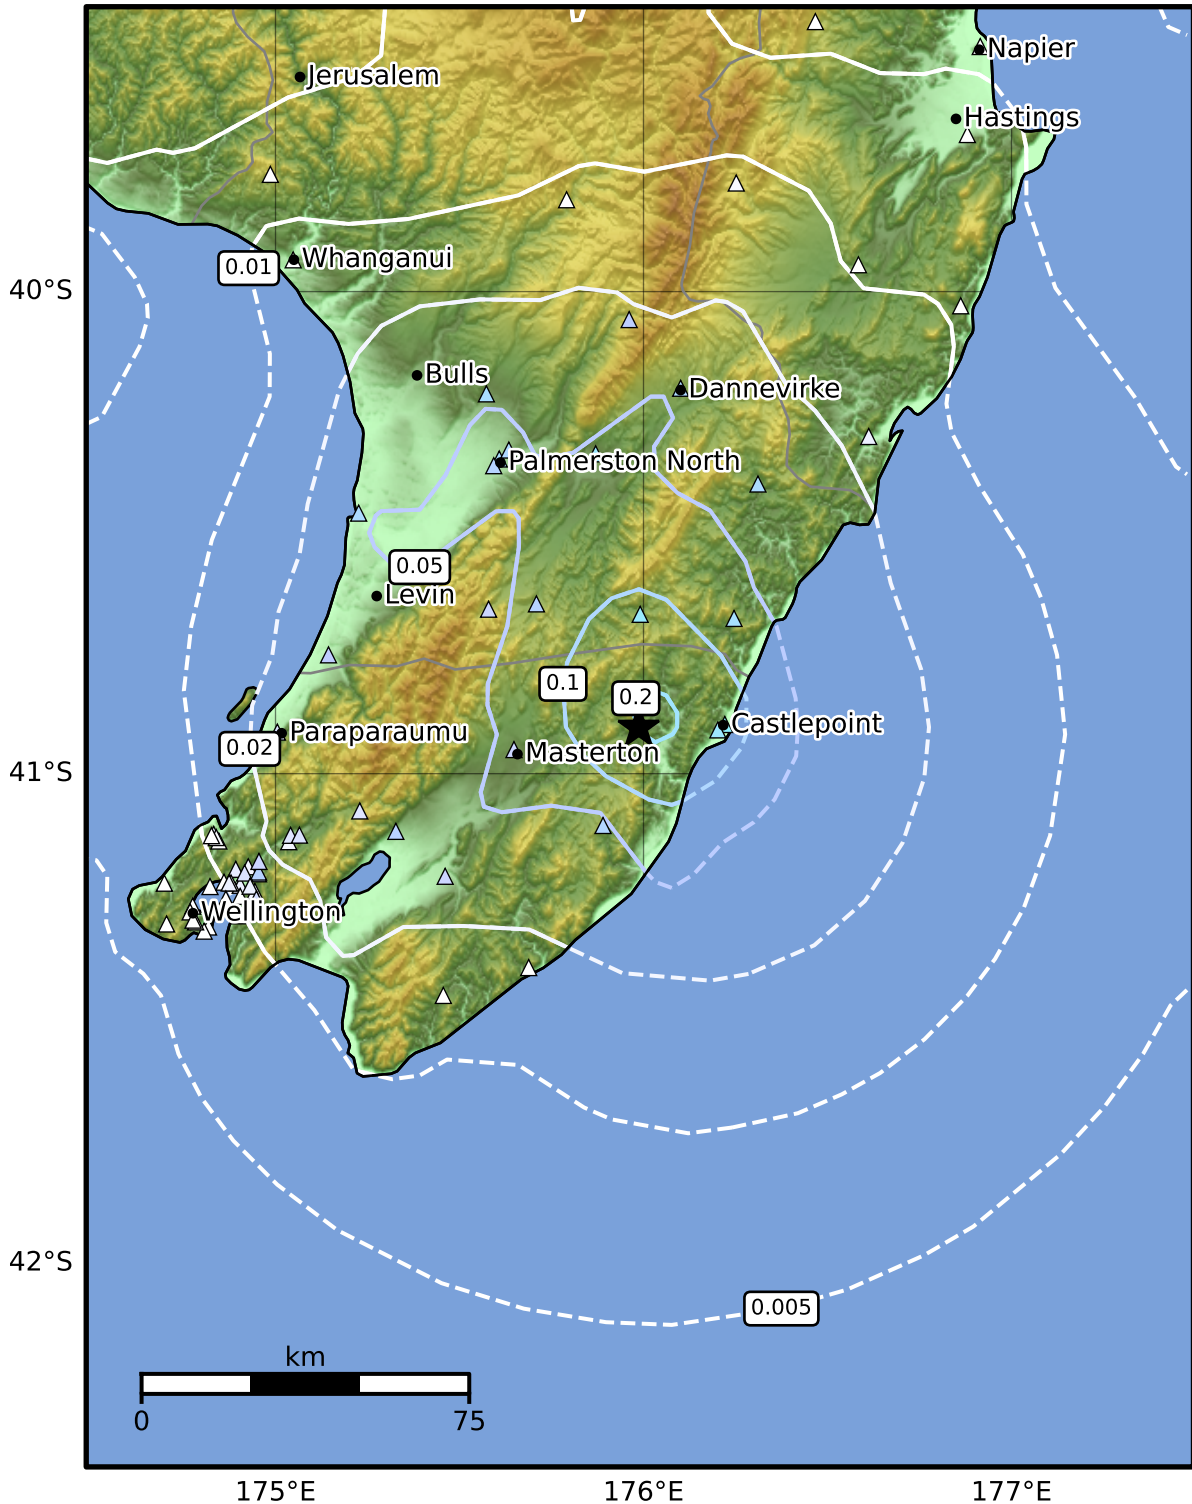 Napier
Jerusalem
Hastings
Whanganui
0.01
40°S
Bulls
Dannevirke
Palmerston North
0.05
Levin
0.1
0.2
Castlepoint
Paraparaumu
0.02
Masterton
41°S
Wellington
42°S
0.005
km
0
75
175°E
176°E
177°E